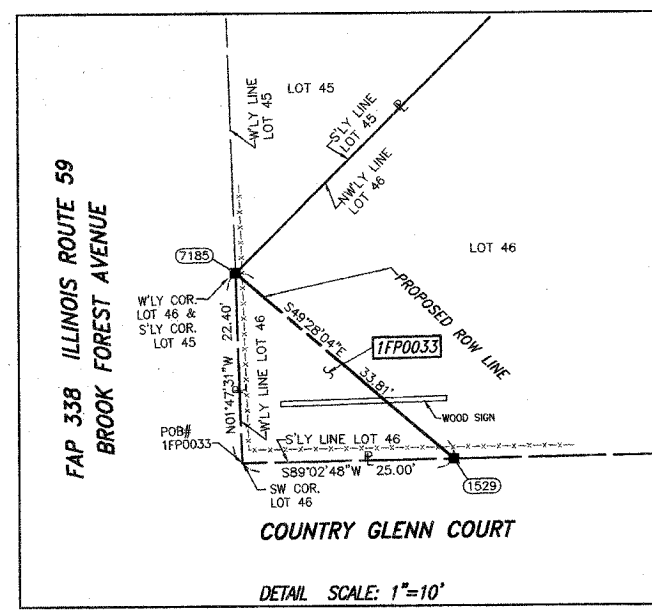 W'LY LINE
LOT 45
LOT 45
S'LY LINE
LOT 45
NW'LY LINE
LOT 46
LOT 46
FAP 338 ILLINOIS ROUTE 59
BROOK FOREST AVENUE
7185
W'LY COR.
LOT 46 &
S'LY COR.
LOT 45
N01°47'31"W 22.40'
W'LY LINE LOT 46
S49°28'04"E
33.81'
PROPOSED ROW LINE
1FP0033
WOOD SIGN
POB#
1FP0033
S'LY LINE LOT 46
S89°02'48"W 25.00'
SW COR.
LOT 46
1529
COUNTRY GLENN COURT
DETAIL SCALE: 1"=10'